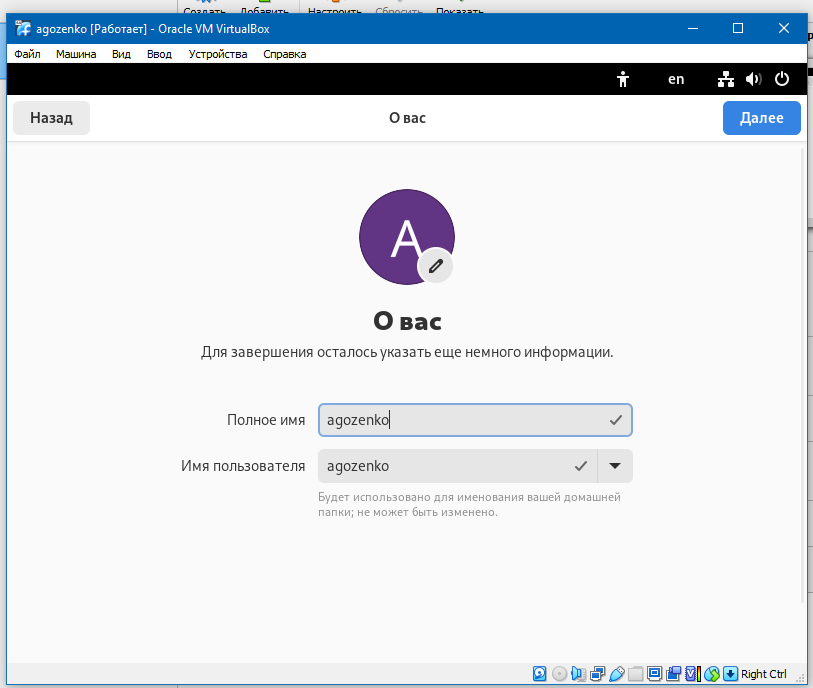 Создать Добавить Настроить Сбросить Показать
agozenko [Работает] - Oracle VM VirtualBox
Файл Машина Вид Ввод Устройства Справка
en
Назад О вас Далее
A
О вас
Для завершения осталось указать еще немного информации.
Полное имя agozenko
Имя пользователя agozenko
Будет использовано для именования вашей домашней
папки; не может быть изменено.
Right Ctrl